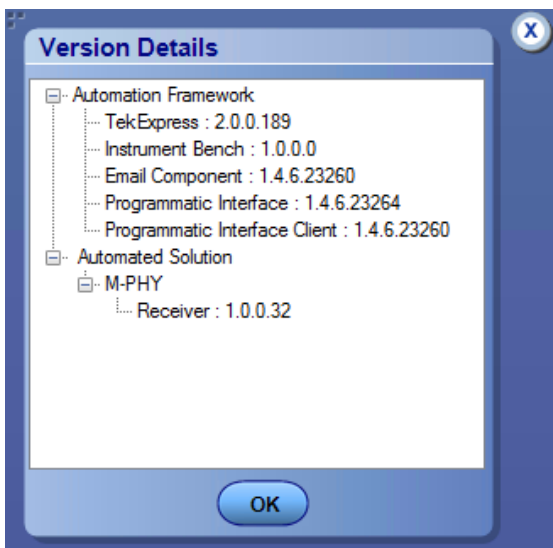 Version Details
X
Automation Framework
TekExpress : 2.0.0.189
Instrument Bench : 1.0.0.0
Email Component : 1.4.6.23260
Programmatic Interface : 1.4.6.23264
Programmatic Interface Client : 1.4.6.23260
Automated Solution
M-PHY
Receiver : 1.0.0.32
OK